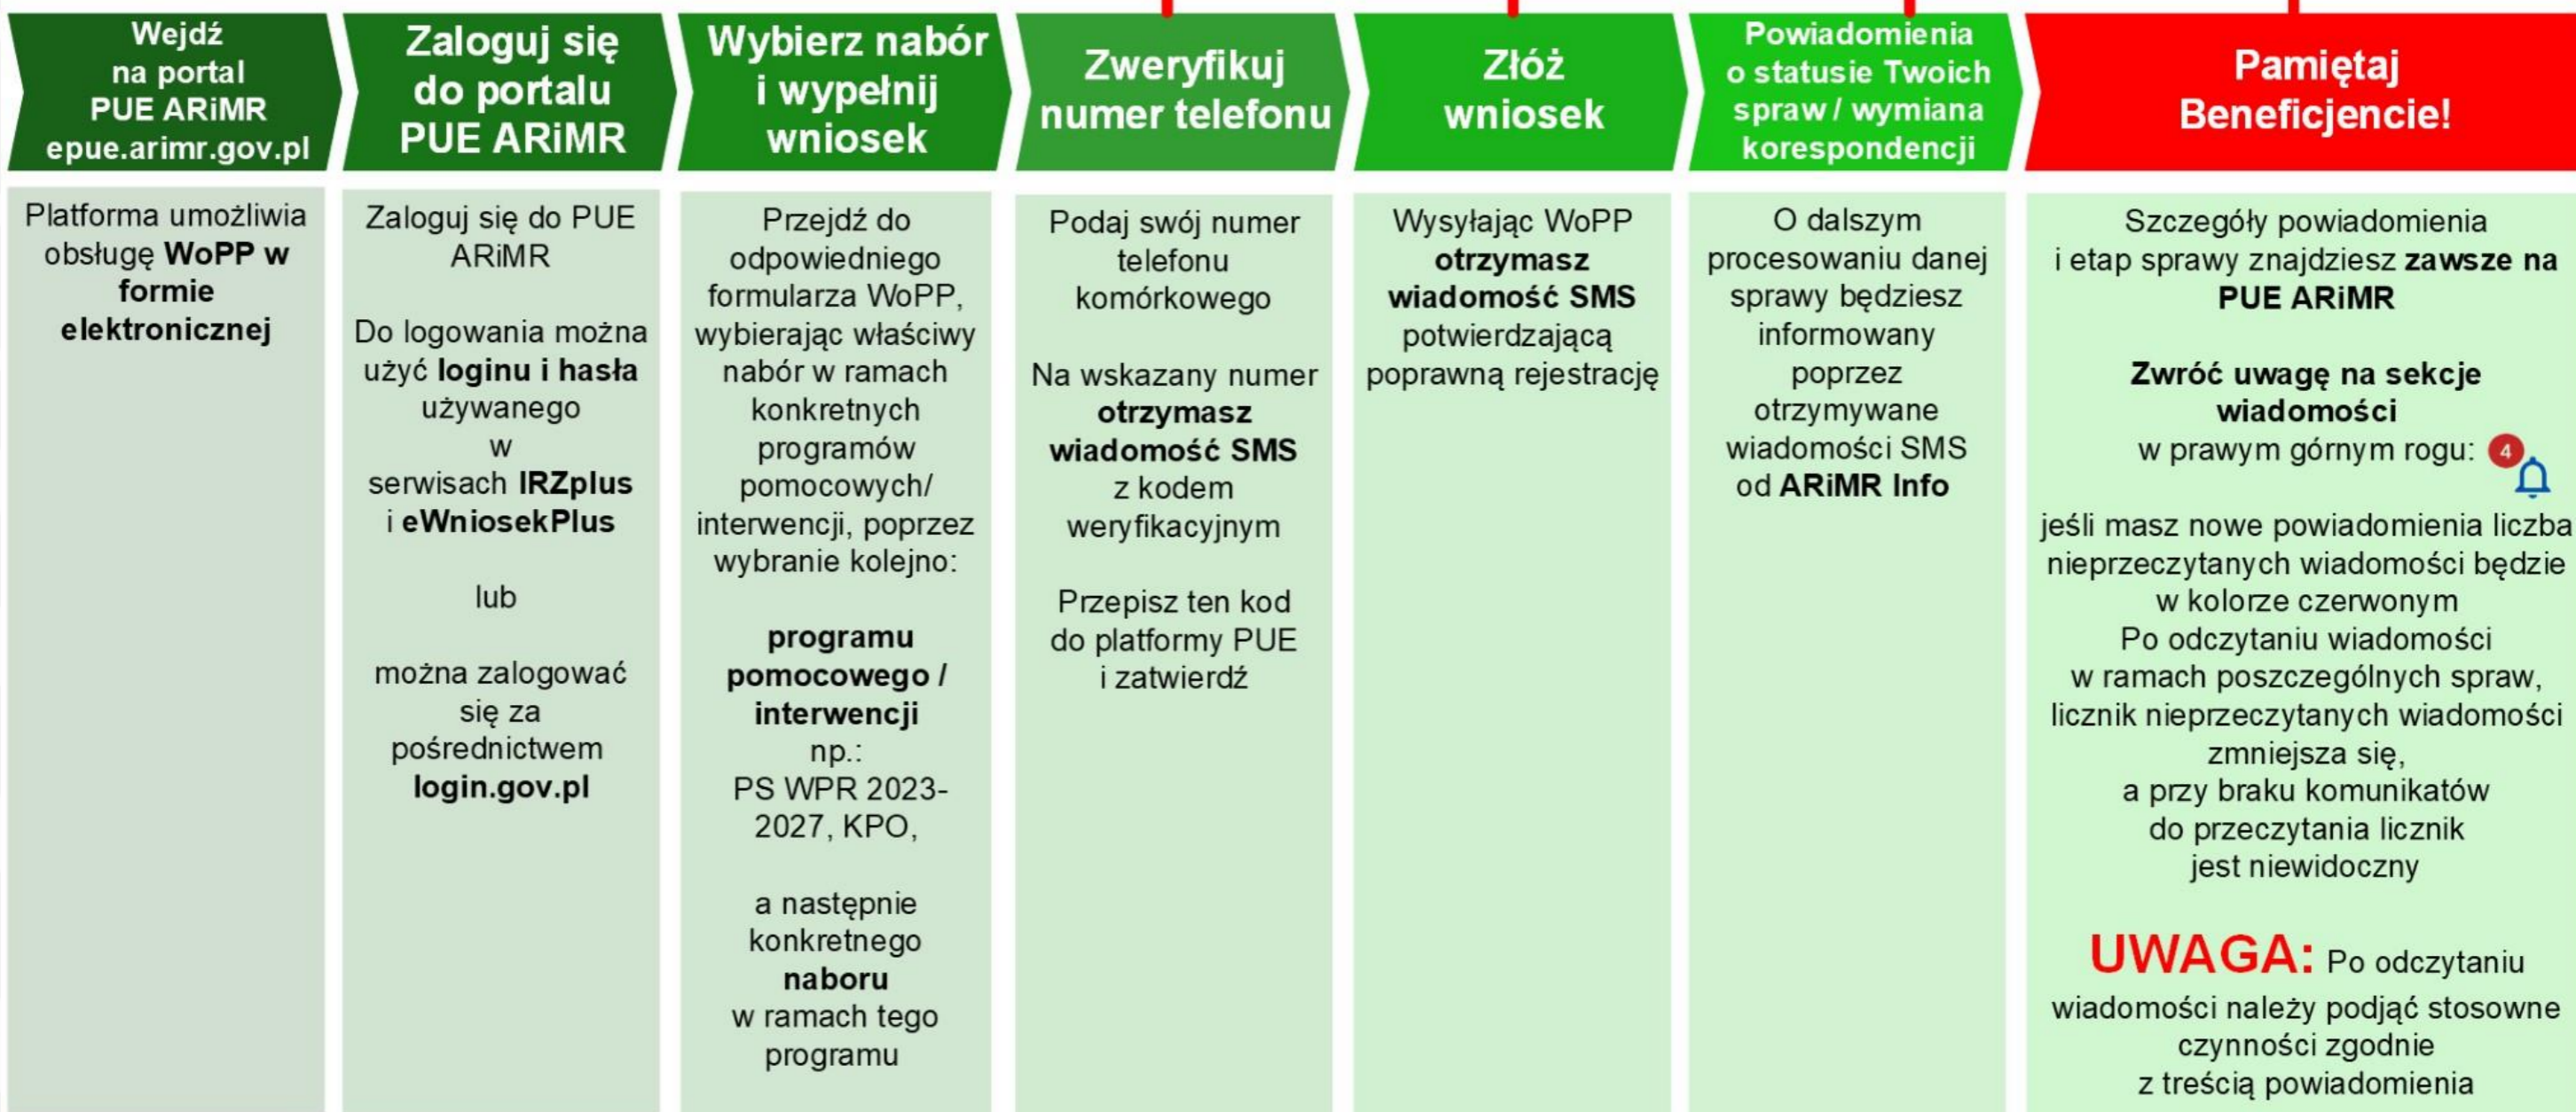 Wejdź
na portal
PUE ARiMR
epue.arimr.gov.pl
Platforma umożliwia
obsługę WoPP w
formie
elektronicznej
Zaloguj się
do portalu
PUE ARiMR
Zaloguj się do PUE
ARiMR
Do logowania można
użyć loginu i hasła
używanego
w
serwisach IRZplus
i eWniosekPlus
lub
można zalogować
się za
pośrednictwem
login.gov.pl
Wybierz nabór
i wypełnij
wniosek
Przejdź do
odpowiedniego
formularza WoPP,
wybierając właściwy
nabór w ramach
konkretnych
programów
pomocowych/
interwencji, poprzez
wybranie kolejno:
programu
pomocowego /
interwencji
np.:
PS WPR 2023-
2027, KPO,
a następnie
konkretnego
naboru
w ramach tego
programu
Zweryfikuj
numer telefonu
Podaj swój numer
telefonu
komórkowego
Na wskazany numer
otrzymasz
wiadomość SMS
z kodem
weryfikacyjnym
Przepisz ten kod
do platformy PUE
i zatwierdź
Złóż
wniosek
Wysyłając WoPP
otrzymasz
wiadomość SMS
potwierdzającą
poprawną rejestrację
Powiadomienia
o statusie Twoich
spraw / wymiana
korespondencji
O dalszym
procesowaniu danej
sprawy będziesz
informowany
poprzez
otrzymywane
wiadomości SMS
od ARiMR Info
Pamiętaj
Beneficjencie!
Szczegóły powiadomienia
i etap sprawy znajdziesz zawsze na
PUE ARiMR
Zwróć uwagę na sekcje
wiadomości
w prawym górnym rogu: 4
jeśli masz nowe powiadomienia liczba
nieprzeczytanych wiadomości będzie
w kolorze czerwonym
Po odczytaniu wiadomości
w ramach poszczególnych spraw,
licznik nieprzeczytanych wiadomości
zmniejsza się,
a przy braku komunikatów
do przeczytania licznik
jest niewidoczny
UWAGA: Po odczytaniu
wiadomości należy podjąć stosowne
czynności zgodnie
z treścią powiadomienia